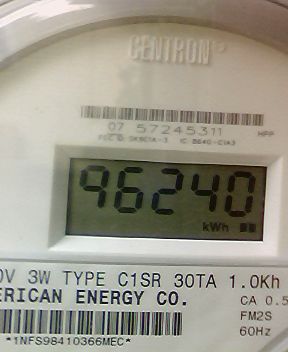 CENTRON®
07 57245311 HPP
96240
kWh
0V 3W TYPE C1SR 30TA 1.0Kh
ERICAN ENERGY CO. CA 0.5
FM2S
*1NFS98410366MEC* 60Hz